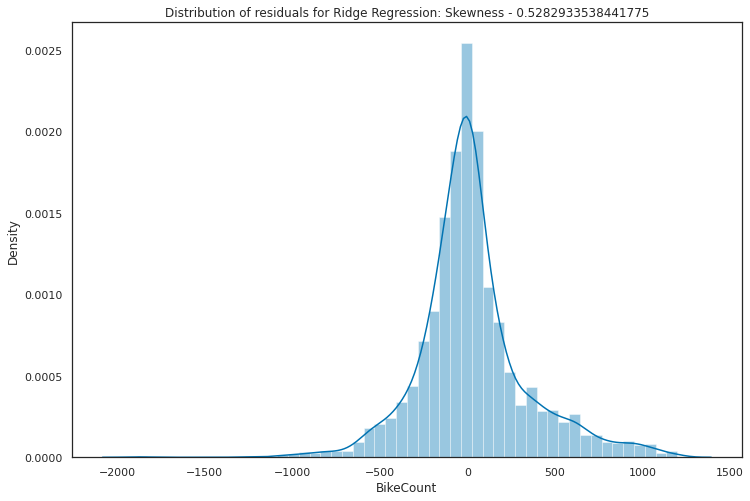 Distribution of residuals for Ridge Regression: Skewness - 0.5282933538441775
0.0025
0.0020
0.0015
0.0010
0.0005
0.0000
Density
−2000 −1500 −1000 −500 0 500 1000 1500
BikeCount